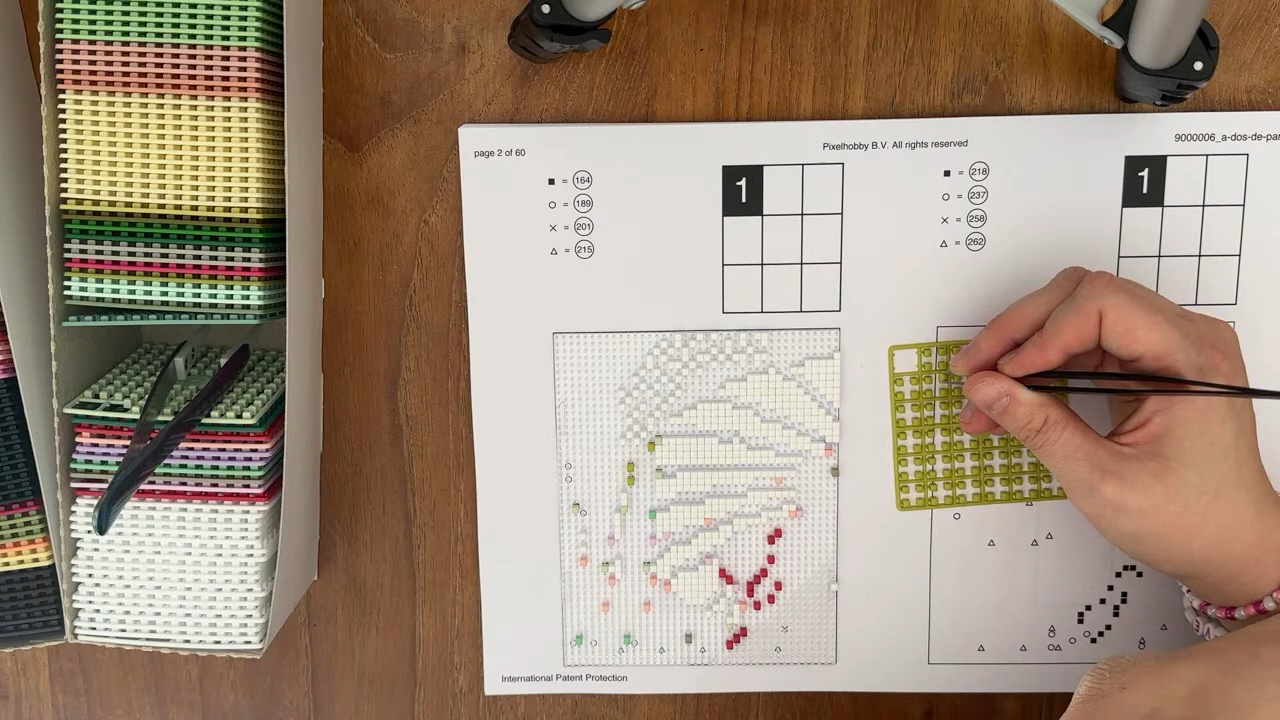 page 2 of 60
Pixelhobby B.V. All rights reserved
9000006_a-dos-de-pa
■ = 164
○ = 189
× = 201
△ = 215
1
■ = 218
○ = 237
× = 258
△ = 262
1
International Patent Protection